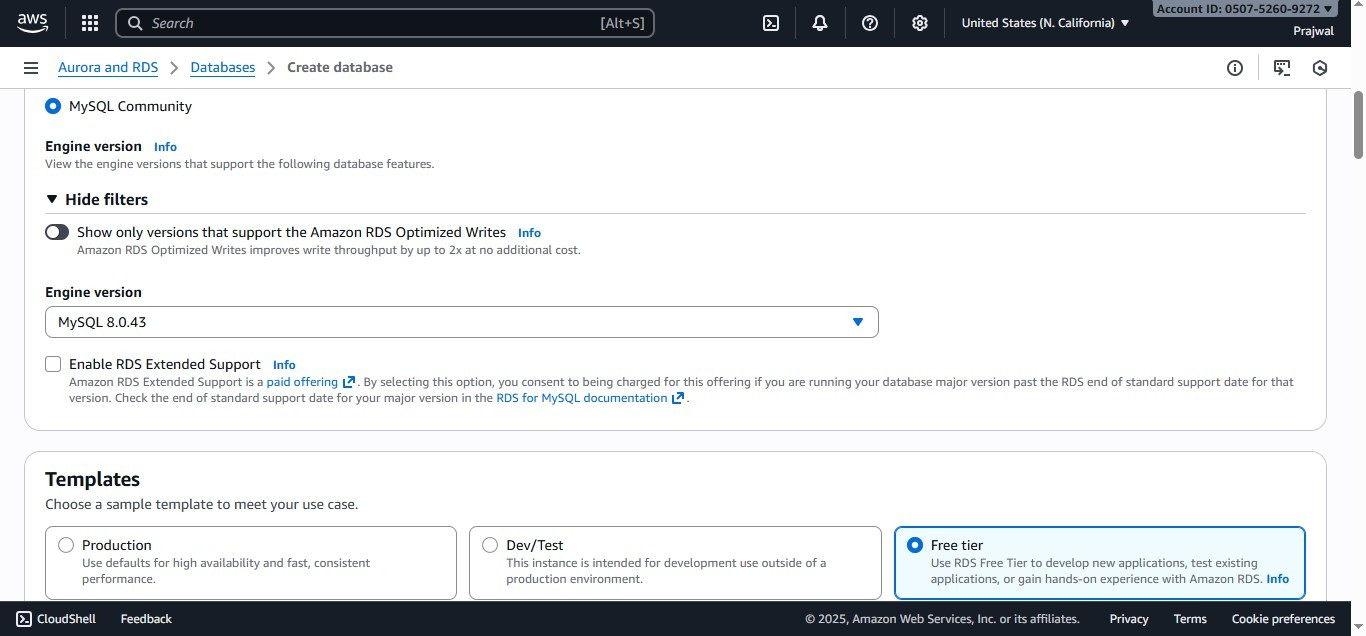 aws
Search [Alt+S]
United States (N. California)
Account ID: 0507-5260-9272
Prajwal
Aurora and RDS > Databases > Create database
MySQL Community
Engine version Info
View the engine versions that support the following database features.
Hide filters
Show only versions that support the Amazon RDS Optimized Writes Info
Amazon RDS Optimized Writes improves write throughput by up to 2x at no additional cost.
Engine version
MySQL 8.0.43
Enable RDS Extended Support Info
Amazon RDS Extended Support is a paid offering. By selecting this option, you consent to being charged for this offering if you are running your database major version past the RDS end of standard support date for that
version. Check the end of standard support date for your major version in the RDS for MySQL documentation.
Templates
Choose a sample template to meet your use case.
Production
Use defaults for high availability and fast, consistent
performance.
Dev/Test
This instance is intended for development use outside of a
production environment.
Free tier
Use RDS Free Tier to develop new applications, test existing
applications, or gain hands-on experience with Amazon RDS. Info
CloudShell Feedback © 2025, Amazon Web Services, Inc. or its affiliates. Privacy Terms Cookie preferences